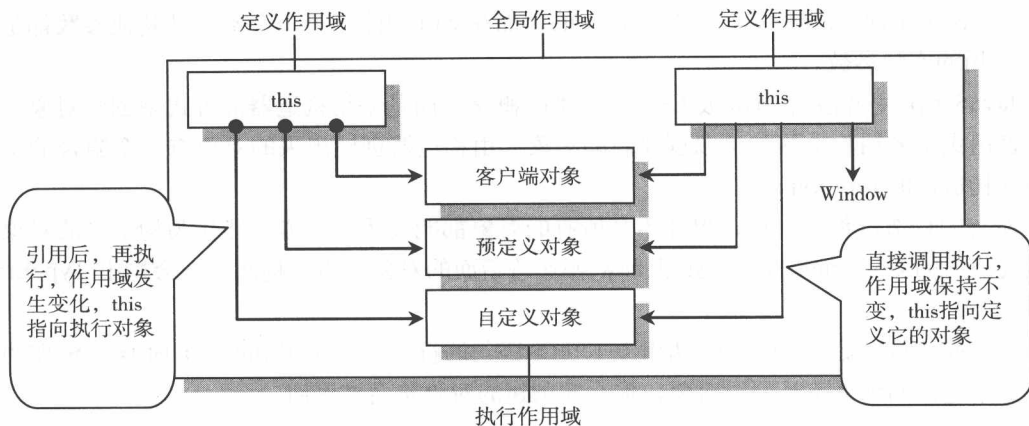 定义作用域
全局作用域
定义作用域
this
this
客户端对象
Window
预定义对象
自定义对象
引用后，再执
行，作用域发
生变化，this
指向执行对象
直接调用执行，
作用域保持不
变，this指向定
义它的对象
执行作用域